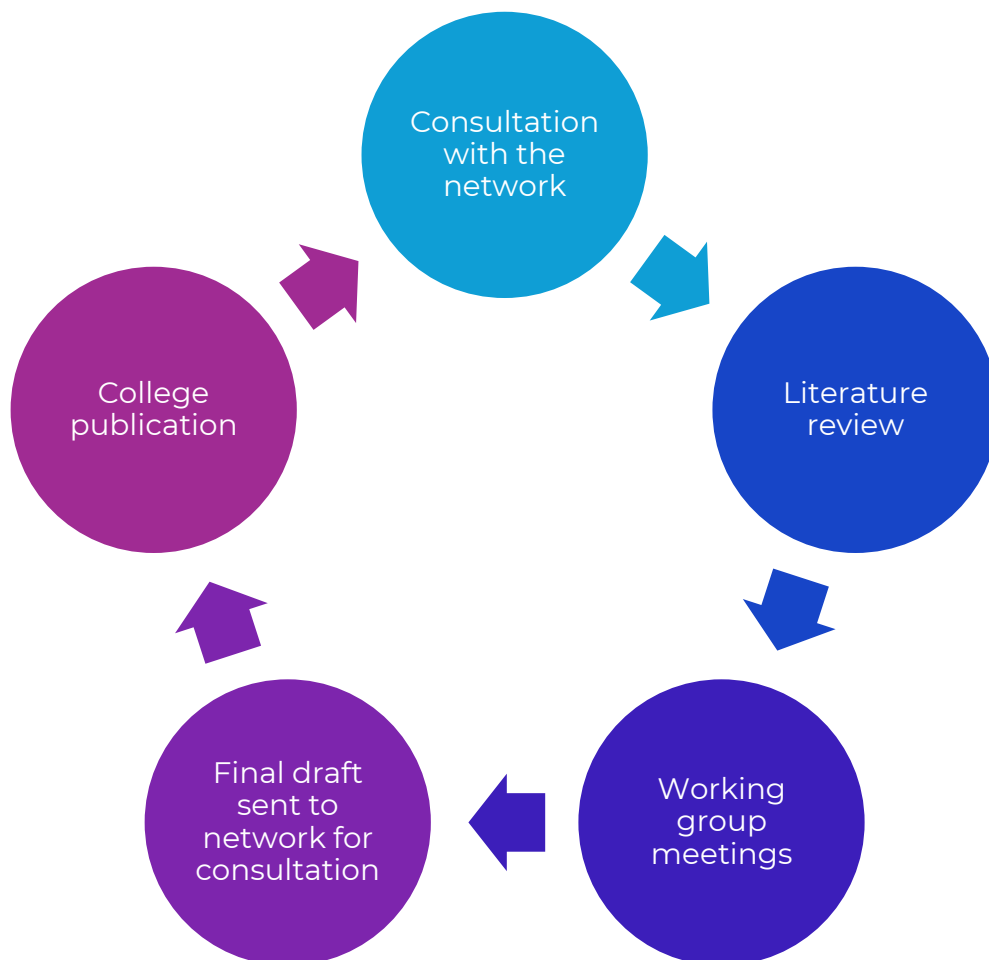 Consultation
with the
network
Literature
review
Working
group
meetings
Final draft
sent to
network for
consultation
College
publication